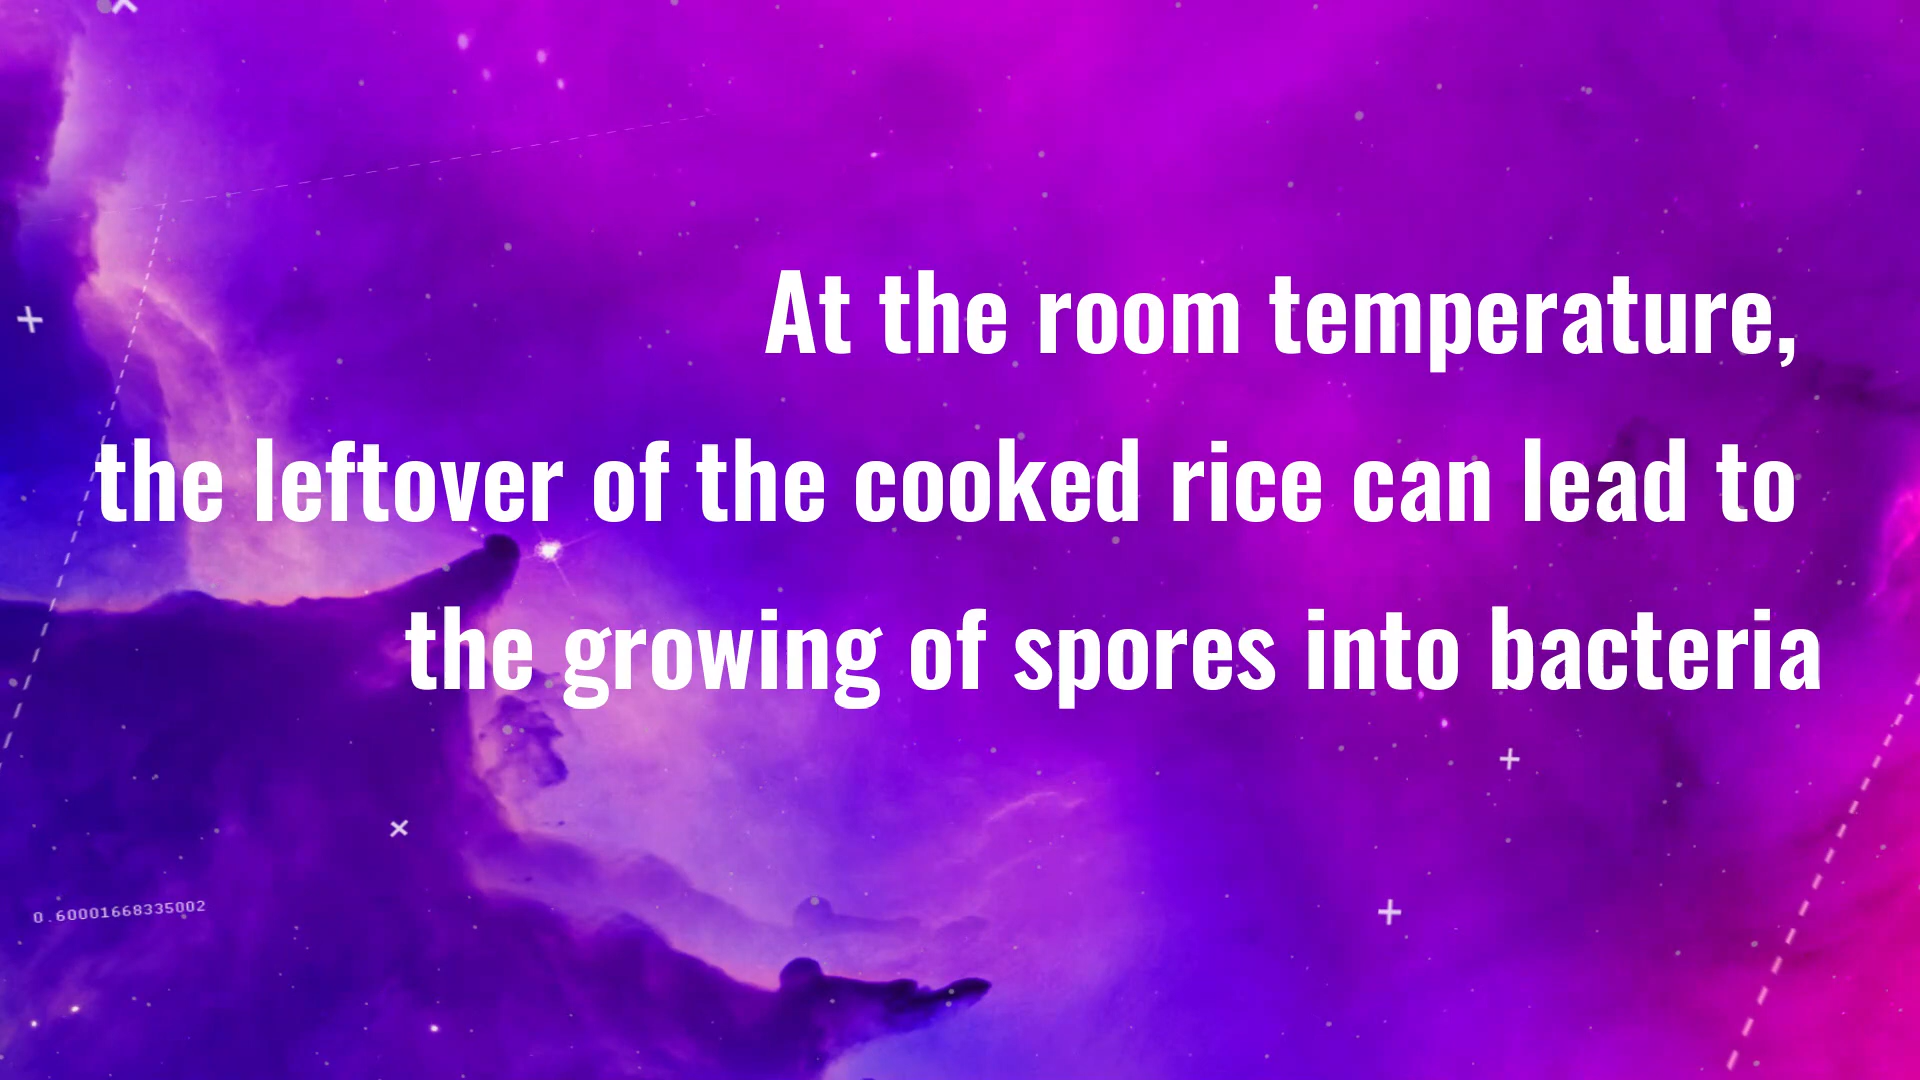 At the room temperature,
the leftover of the cooked rice can lead to
the growing of spores into bacteria
0.60001668335002